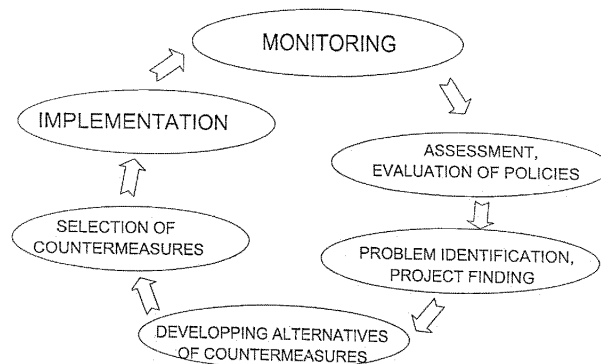 MONITORING
ASSESSMENT,
EVALUATION OF POLICIES
PROBLEM IDENTIFICATION,
PROJECT FINDING
DEVELOPPING ALTERNATIVES
OF COUNTERMEASURES
SELECTION OF
COUNTERMEASURES
IMPLEMENTATION